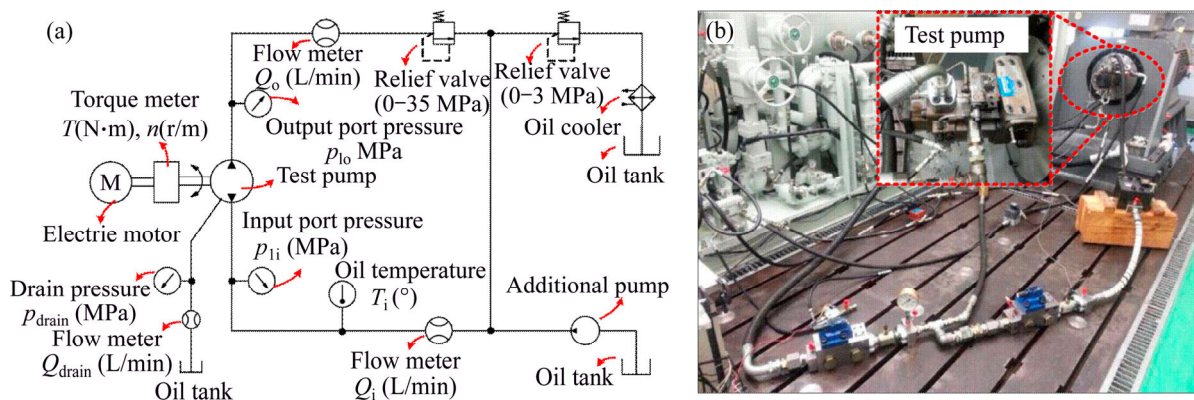 (a)
Flow meter
Qo (L/min)
Relief valve
(0−35 MPa)
Relief valve
(0−3 MPa)
Torque meter
T(N·m), n(r/m)
Output port pressure
plo MPa
Oil cooler
Oil tank
M
Test pump
Electrie motor
Input port pressure
p1i (MPa)
Oil temperature
Ti (°)
Additional pump
Drain pressure
pdrain (MPa)
Flow meter
Qdrain (L/min)
Oil tank
Flow meter
Qi (L/min)
Oil tank
(b)
Test pump